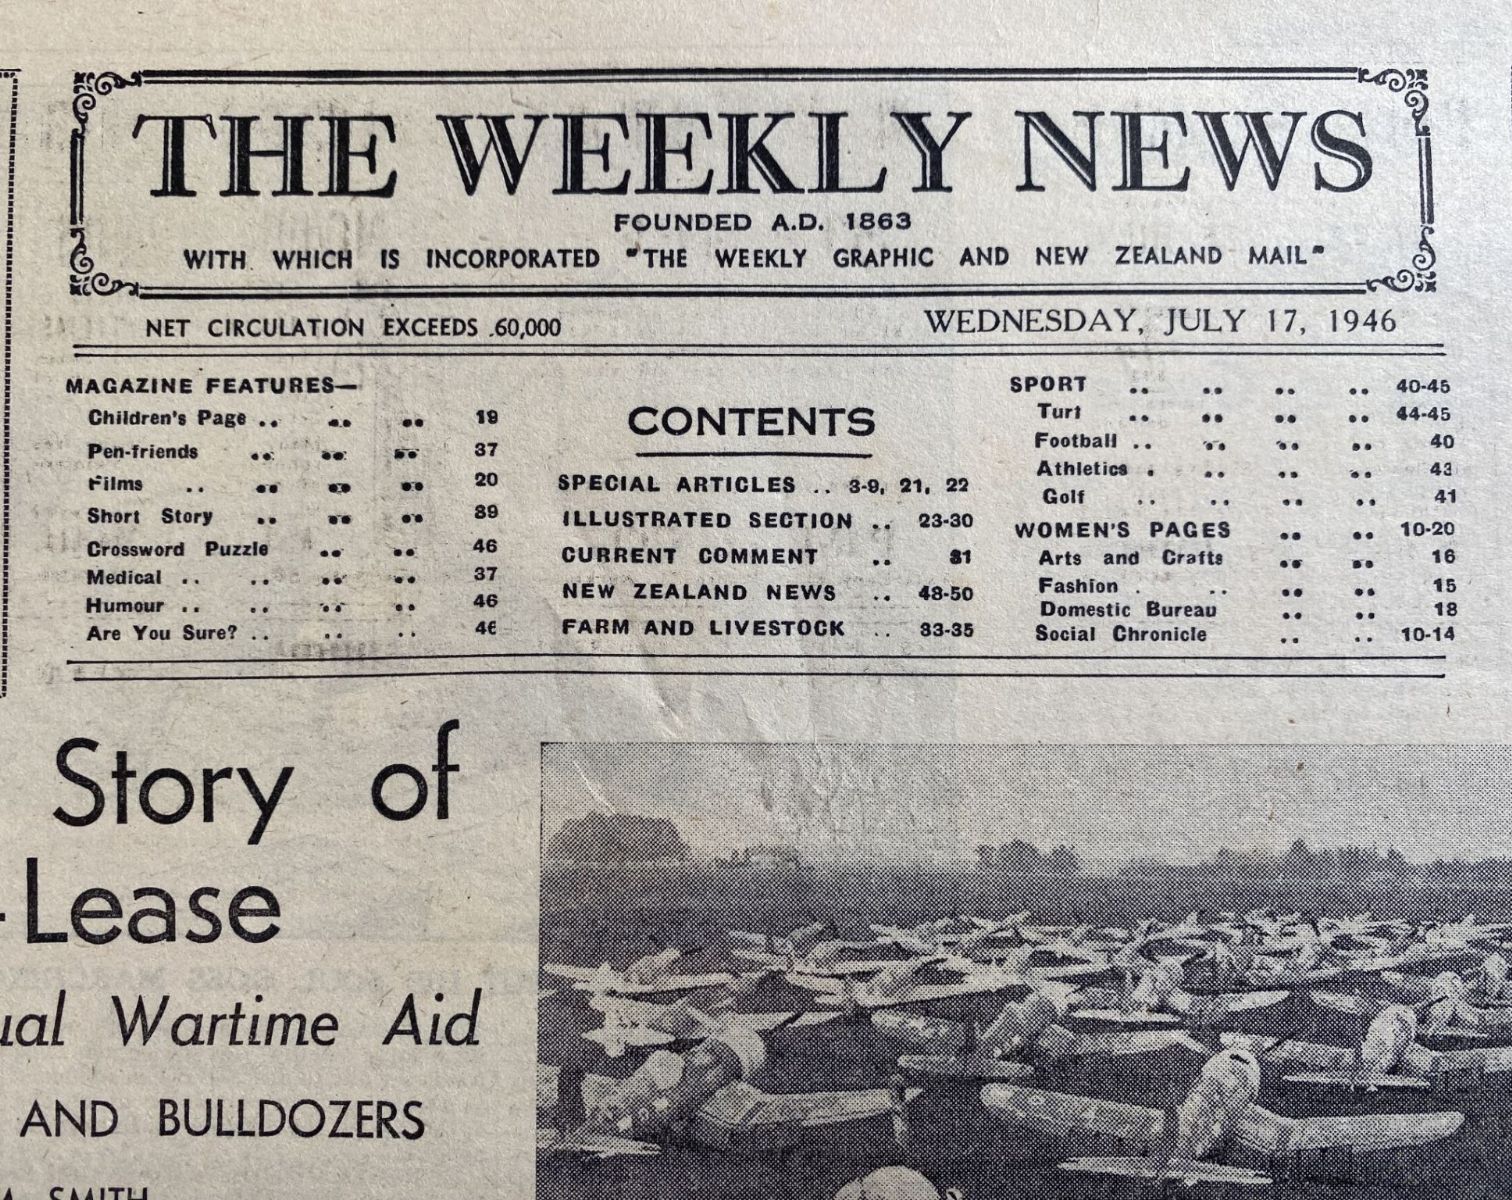 THE WEEKLY NEWS
FOUNDED A.D. 1863
WITH WHICH IS INCORPORATED "THE WEEKLY GRAPHIC AND NEW ZEALAND MAIL"
NET CIRCULATION EXCEEDS 60,000
WEDNESDAY, JULY 17, 1946
MAGAZINE FEATURES—
Children's Page .. .. .. 19
Pen-friends .. .. .. 37
Films .. .. .. .. 20
Short Story .. .. .. 39
Crossword Puzzle .. .. 46
Medical .. .. .. .. 37
Humour .. .. .. .. 46
Are You Sure? .. .. .. 46
CONTENTS
SPECIAL ARTICLES .. 3-9, 21, 22
ILLUSTRATED SECTION .. 23-30
CURRENT COMMENT .. 31
NEW ZEALAND NEWS .. 48-50
FARM AND LIVESTOCK .. 33-35
SPORT .. .. .. .. 40-45
Turf .. .. .. .. 44-45
Football .. .. .. .. 40
Athletics . .. .. .. 43
Golf .. .. .. .. 41
WOMEN'S PAGES .. .. 10-20
Arts and Crafts .. .. 16
Fashion . .. .. .. 15
Domestic Bureau .. .. 18
Social Chronicle .. .. 10-14
Story of
-Lease
ual Wartime Aid
AND BULLDOZERS
SMITH